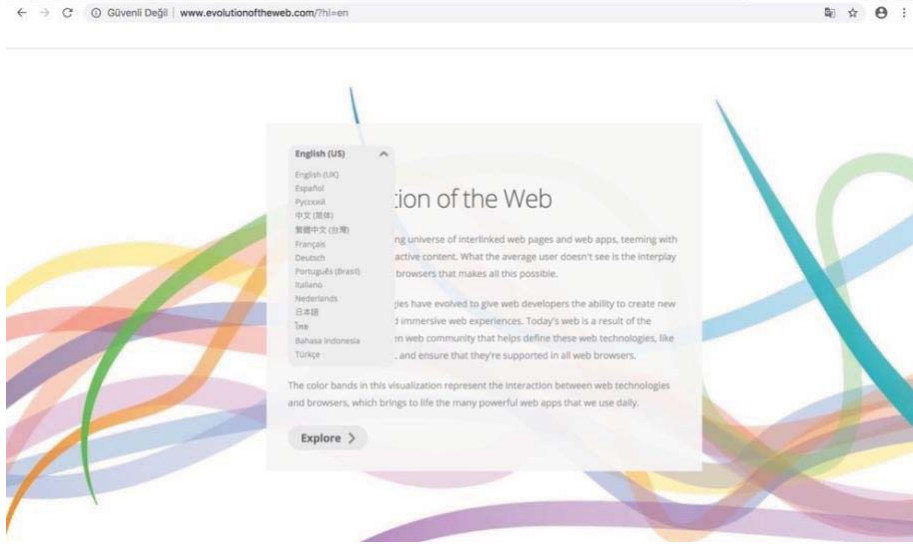 Güvenli Değil | www.evolutionoftheweb.com/?hl=en
English (US)
English (UK)
Español
Русский
中文 (简体)
繁體中文 (台灣)
Français
Deutsch
Português (Brasil)
Italiano
Nederlands
日本語
ไทย
Bahasa Indonesia
Türkçe
tion of the Web
ng universe of interlinked web pages and web apps, teeming with
active content. What the average user doesn't see is the interplay
browsers that makes all this possible.
gies have evolved to give web developers the ability to create new
d immersive web experiences. Today's web is a result of the
en web community that helps define these web technologies, like
and ensure that they're supported in all web browsers.
The color bands in this visualization represent the interaction between web technologies
and browsers, which brings to life the many powerful web apps that we use daily.
Explore